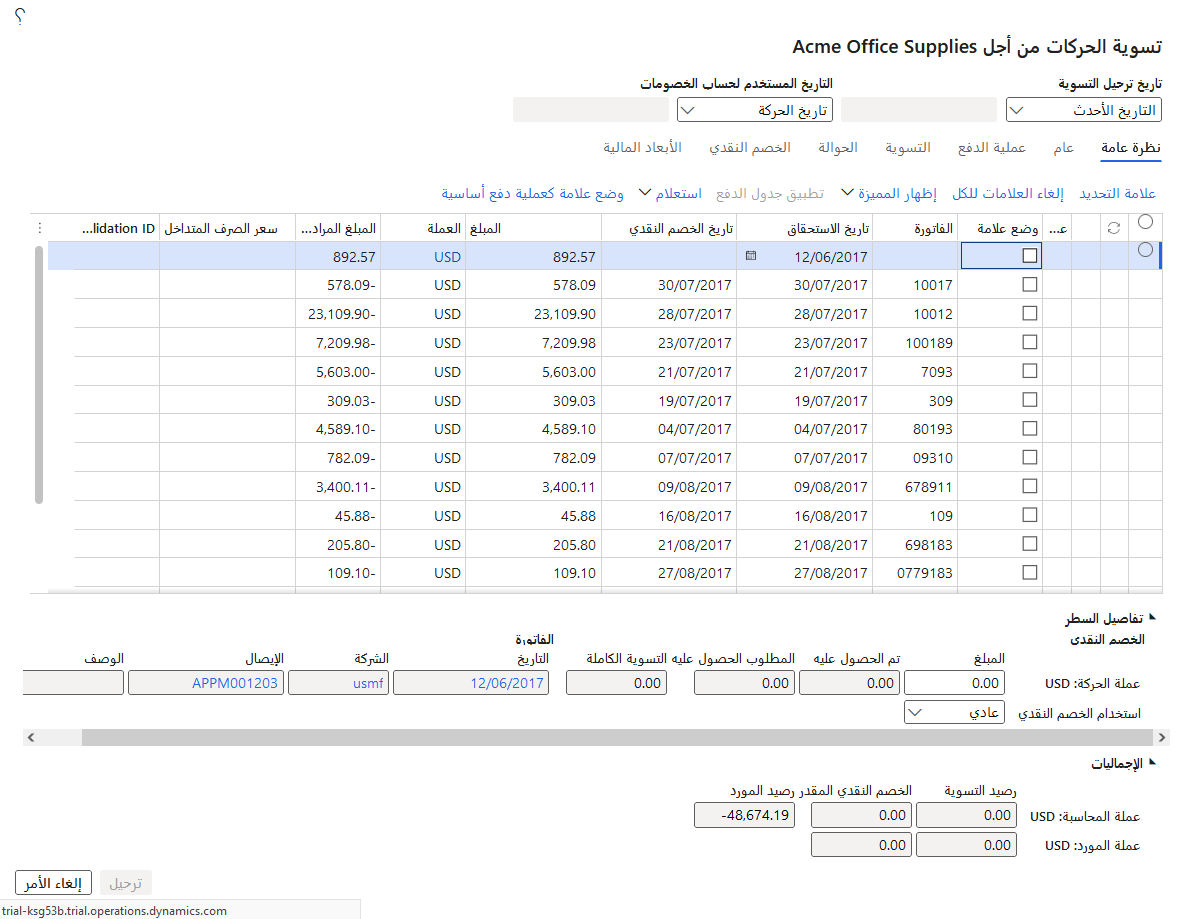 ؟
تسوية الحركات من أجل Acme Office Supplies
تاريخ ترحيل التسوية التاريخ المستخدم لحساب الخصومات
التاريخ الأحدث تاريخ الحركة
نظرة عامة عام عملية الدفع التسوية الحوالة الخصم النقدي الأبعاد المالية
علامة التحديد إلغاء العلامات للكل إظهار المميزة تطبيق جدول الدفع استعلام وضع علامة كعملية دفع أساسية
عـ... وضع علامة الفاتورة تاريخ الاستحقاق تاريخ الخصم النقدي المبلغ العملة المبلغ المراد... سعر الصرف المتداخل ...lidation ID
12/06/2017 892.57 USD 892.57
10017 30/07/2017 30/07/2017 578.09 USD 578.09-
10012 28/07/2017 28/07/2017 23,109.90 USD 23,109.90-
100189 23/07/2017 23/07/2017 7,209.98 USD 7,209.98-
7093 21/07/2017 21/07/2017 5,603.00 USD 5,603.00-
309 19/07/2017 19/07/2017 309.03 USD 309.03-
80193 04/07/2017 04/07/2017 4,589.10 USD 4,589.10-
09310 07/07/2017 07/07/2017 782.09 USD 782.09-
678911 09/08/2017 09/08/2017 3,400.11 USD 3,400.11-
109 16/08/2017 16/08/2017 45.88 USD 45.88-
698183 21/08/2017 21/08/2017 205.80 USD 205.80-
0779183 27/08/2017 27/08/2017 109.10 USD 109.10-
تفاصيل السطر
الخصم النقدي الفاتورة
المبلغ تم الحصول عليه المطلوب الحصول عليه التسوية الكاملة التاريخ الشركة الإيصال الوصف
عملة الحركة: USD 0.00 0.00 0.00 0.00 12/06/2017 usmf APPM001203
استخدام الخصم النقدي عادي
الإجماليات
رصيد التسوية الخصم النقدي المقدر رصيد المورد
عملة المحاسبة: USD 0.00 0.00 -48,674.19
عملة المورد: USD 0.00 0.00
ترحيل إلغاء الأمر
trial-ksg53b.trial.operations.dynamics.com